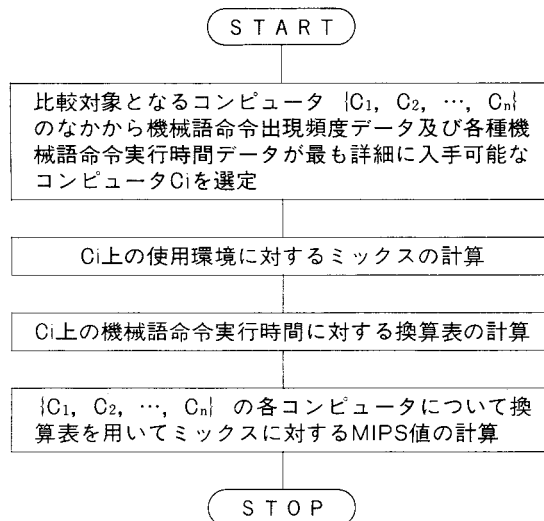 START
比較対象となるコンピュータ {C₁, C₂, …, Cₙ}
のなかから機械語命令出現頻度データ及び各種機
械語命令実行時間データが最も詳細に入手可能な
コンピュータCiを選定
Ci上の使用環境に対するミックスの計算
Ci上の機械語命令実行時間に対する換算表の計算
{C₁, C₂, …, Cₙ} の各コンピュータについて換
算表を用いてミックスに対するMIPS値の計算
STOP